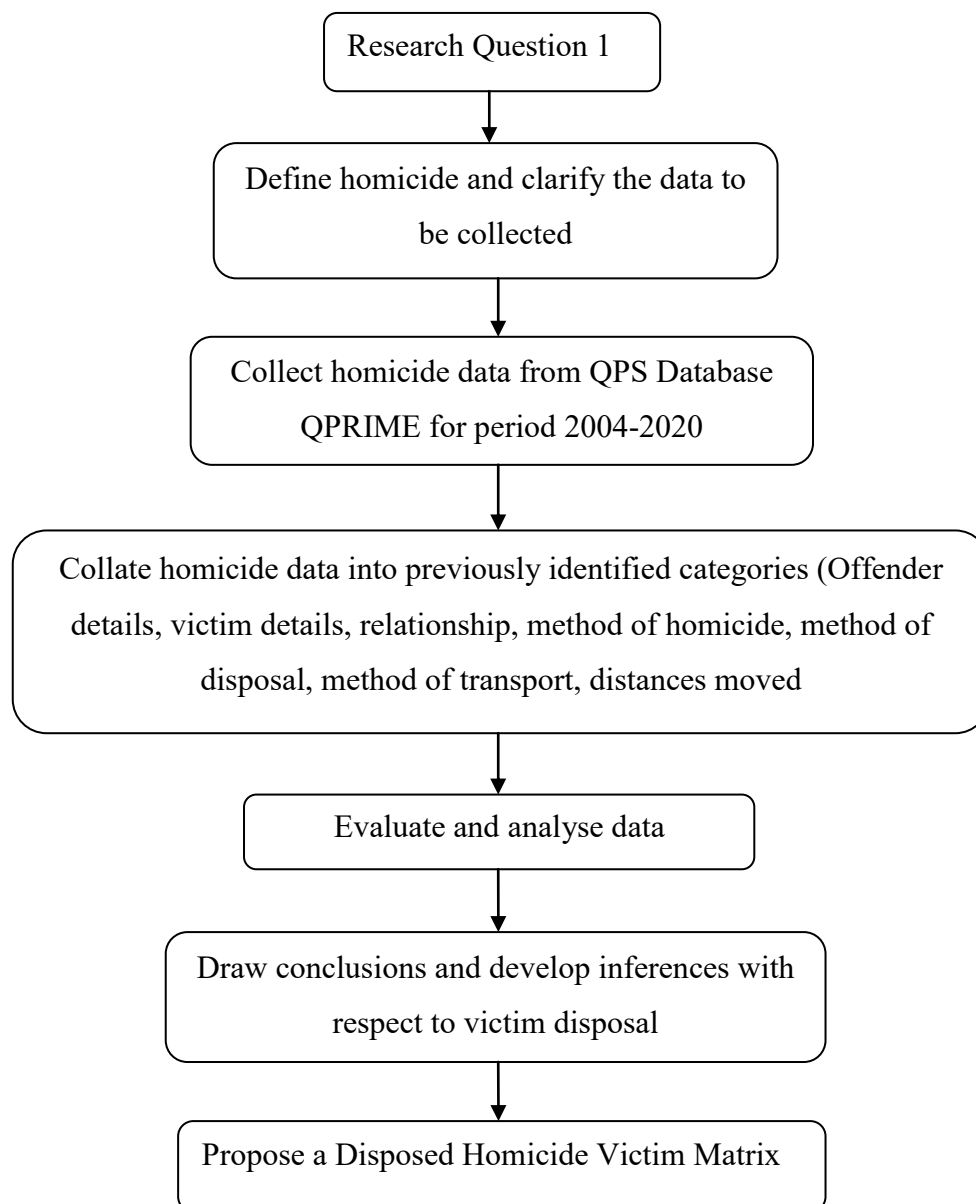 Research Question 1
Define homicide and clarify the data to
be collected
Collect homicide data from QPS Database
QPRIME for period 2004-2020
Collate homicide data into previously identified categories (Offender
details, victim details, relationship, method of homicide, method of
disposal, method of transport, distances moved
Evaluate and analyse data
Draw conclusions and develop inferences with
respect to victim disposal
Propose a Disposed Homicide Victim Matrix